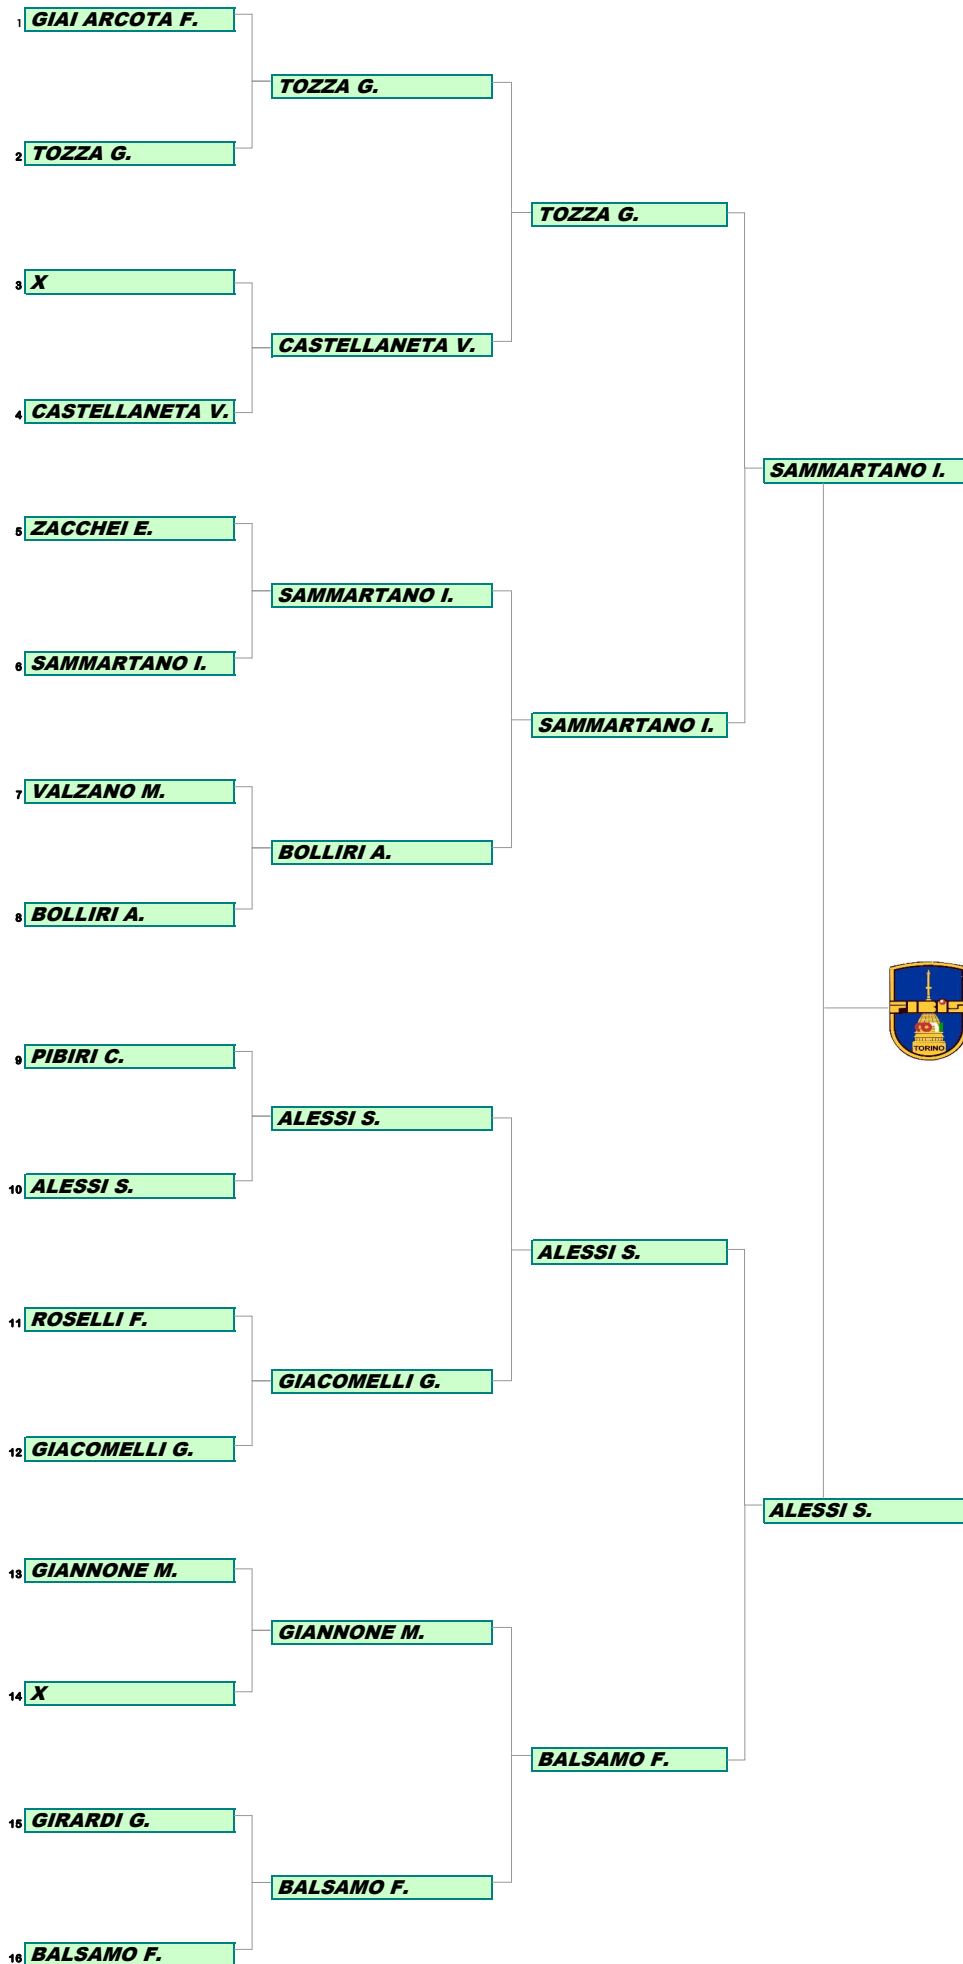 1 GIAI ARCOTA F.
TOZZA G.
2 TOZZA G.
TOZZA G.
3 X
CASTELLANETA V.
4 CASTELLANETA V.
SAMMARTANO I.
5 ZACCHEI E.
SAMMARTANO I.
6 SAMMARTANO I.
SAMMARTANO I.
7 VALZANO M.
BOLLIRI A.
8 BOLLIRI A.
FIBIS
TORINO
9 PIBIRI C.
ALESSI S.
10 ALESSI S.
ALESSI S.
11 ROSELLI F.
GIACOMELLI G.
12 GIACOMELLI G.
ALESSI S.
13 GIANNONE M.
GIANNONE M.
14 X
BALSAMO F.
15 GIRARDI G.
BALSAMO F.
16 BALSAMO F.